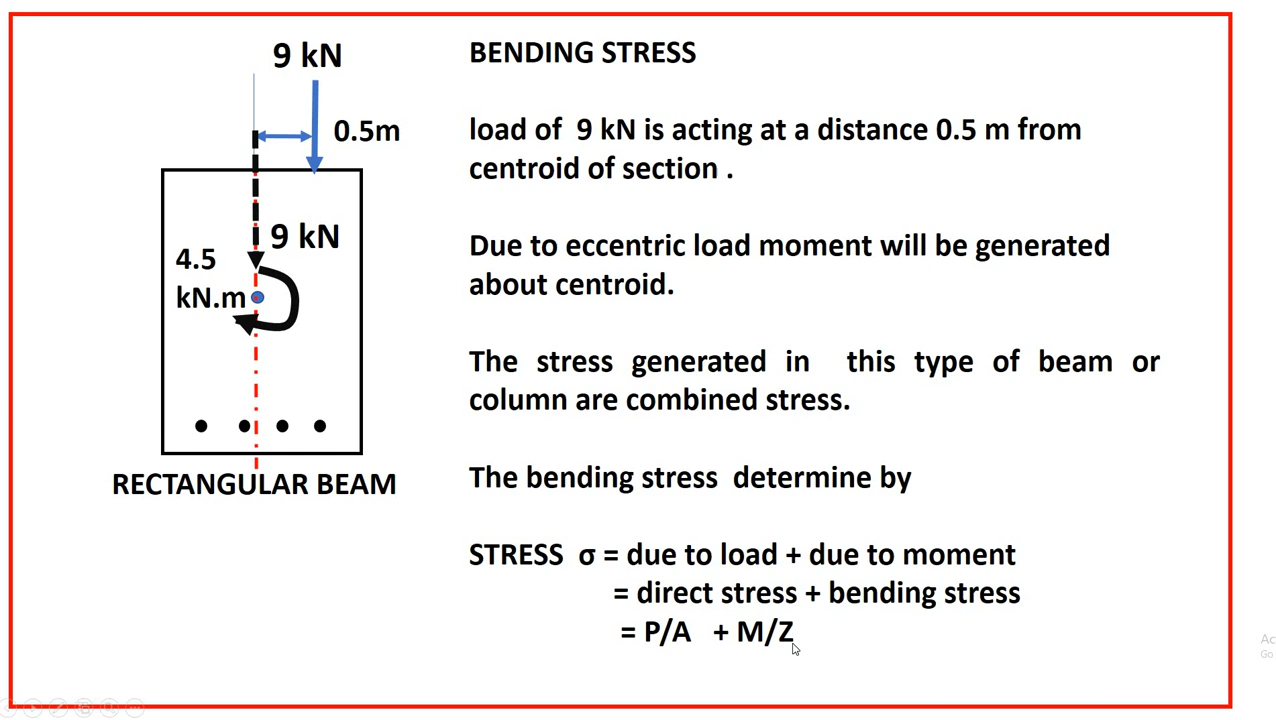 9 kN
0.5m
9 kN
4.5
kN.m
RECTANGULAR BEAM
BENDING STRESS
load of 9 kN is acting at a distance 0.5 m from
centroid of section .
Due to eccentric load moment will be generated
about centroid.
The stress generated in this type of beam or
column are combined stress.
The bending stress determine by
STRESS σ = due to load + due to moment
= direct stress + bending stress
= P/A + M/Z
Ac
Go